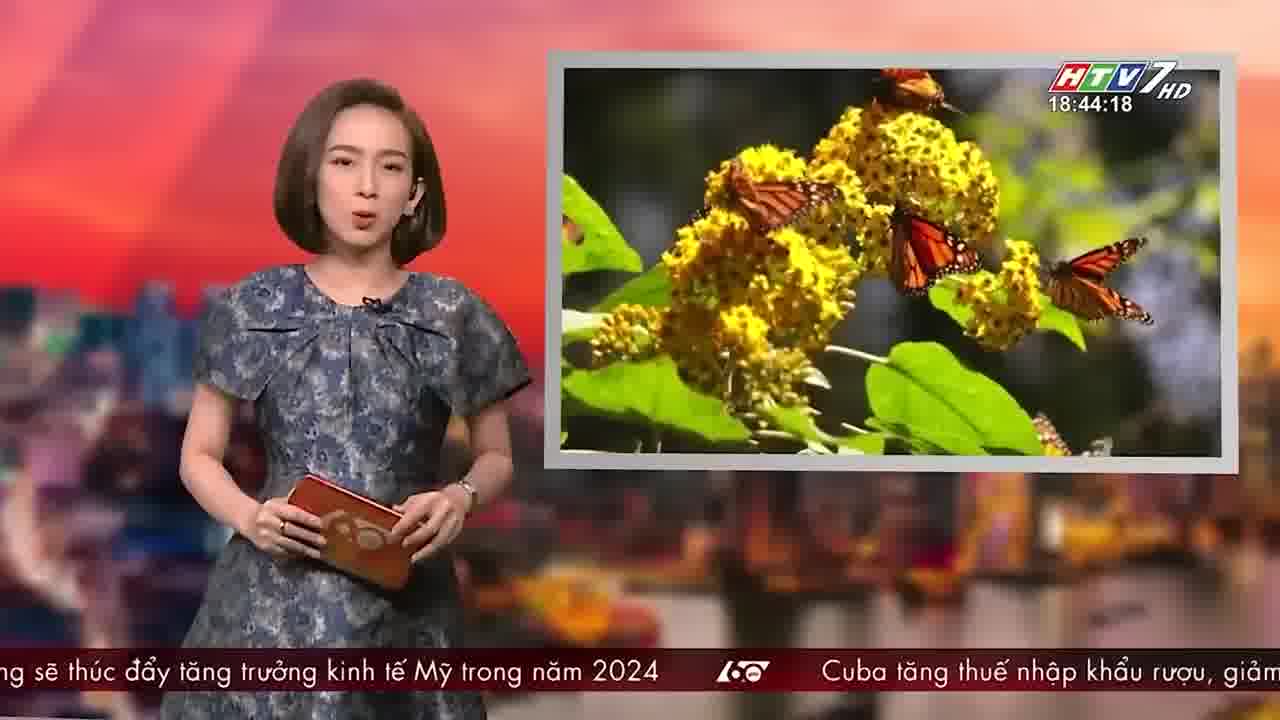 HTV7 HD
18:44:18
sẽ thúc đẩy tăng trưởng kinh tế Mỹ trong năm 2024
60 Cuba tăng thuế nhập khẩu rượu, giảm